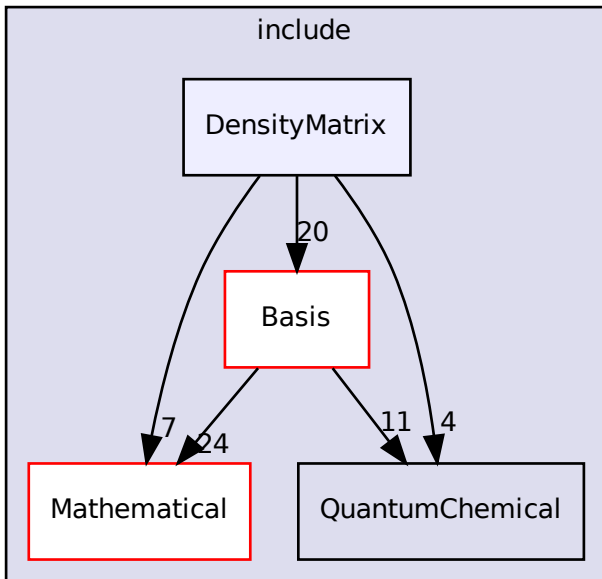 include
DensityMatrix
20
Basis
7
24
11
4
Mathematical
QuantumChemical